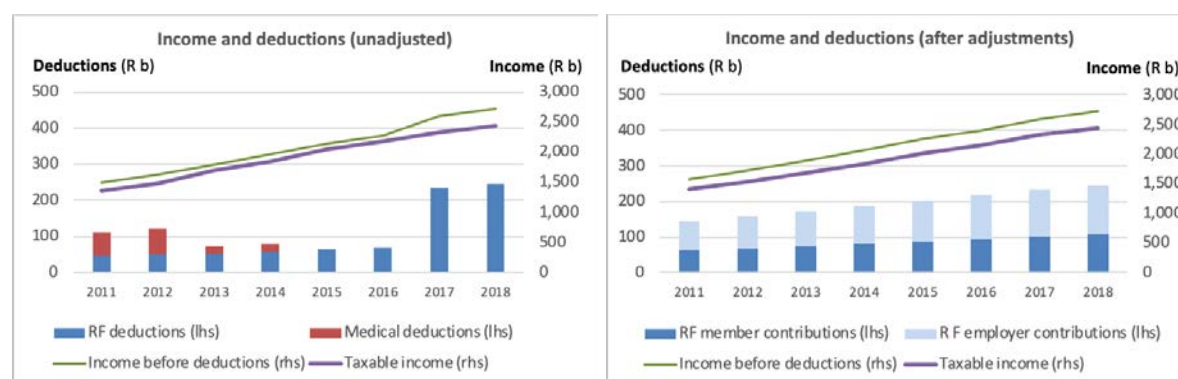 Income and deductions (unadjusted)
Deductions (R b)
Income (R b)
500
400
300
200
100
0
3,000
2,500
2,000
1,500
1,000
500
0
2011 2012 2013 2014 2015 2016 2017 2018
RF deductions (lhs)
Medical deductions (lhs)
Income before deductions (rhs)
Taxable income (rhs)
Income and deductions (after adjustments)
Deductions (R b)
Income (R b)
500
400
300
200
100
0
3,000
2,500
2,000
1,500
1,000
500
0
2011 2012 2013 2014 2015 2016 2017 2018
RF member contributions (lhs)
R F employer contributions (lhs)
Income before deductions (rhs)
Taxable income (rhs)